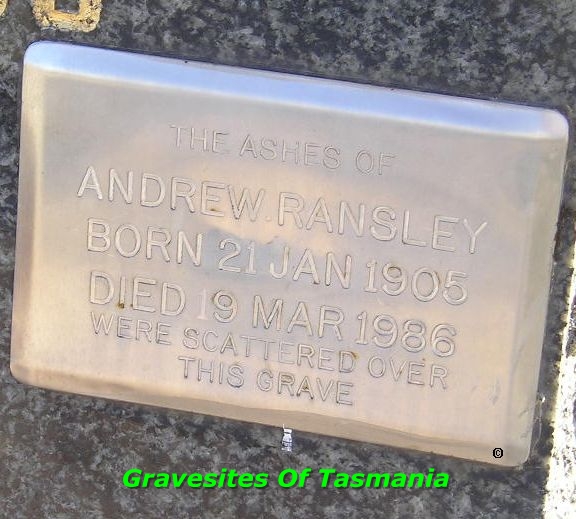 THE ASHES OF
ANDREW.RANSLEY
BORN 21 JAN 1905
DIED 19 MAR 1986
WERE SCATTERED OVER
THIS GRAVE
©
Gravesites Of Tasmania